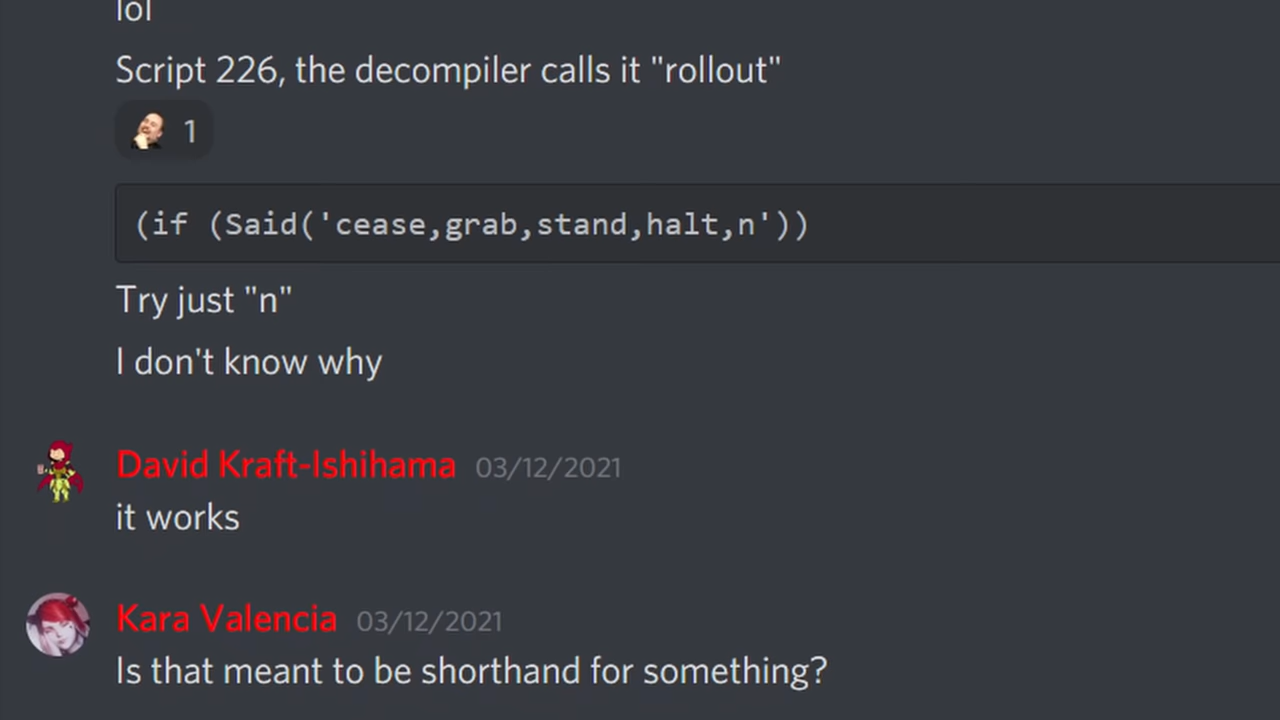 lol
Script 226, the decompiler calls it "rollout"
1
(if (Said('cease,grab,stand,halt,n'))
Try just "n"
I don't know why
David Kraft-Ishihama 03/12/2021
it works
Kara Valencia 03/12/2021
Is that meant to be shorthand for something?